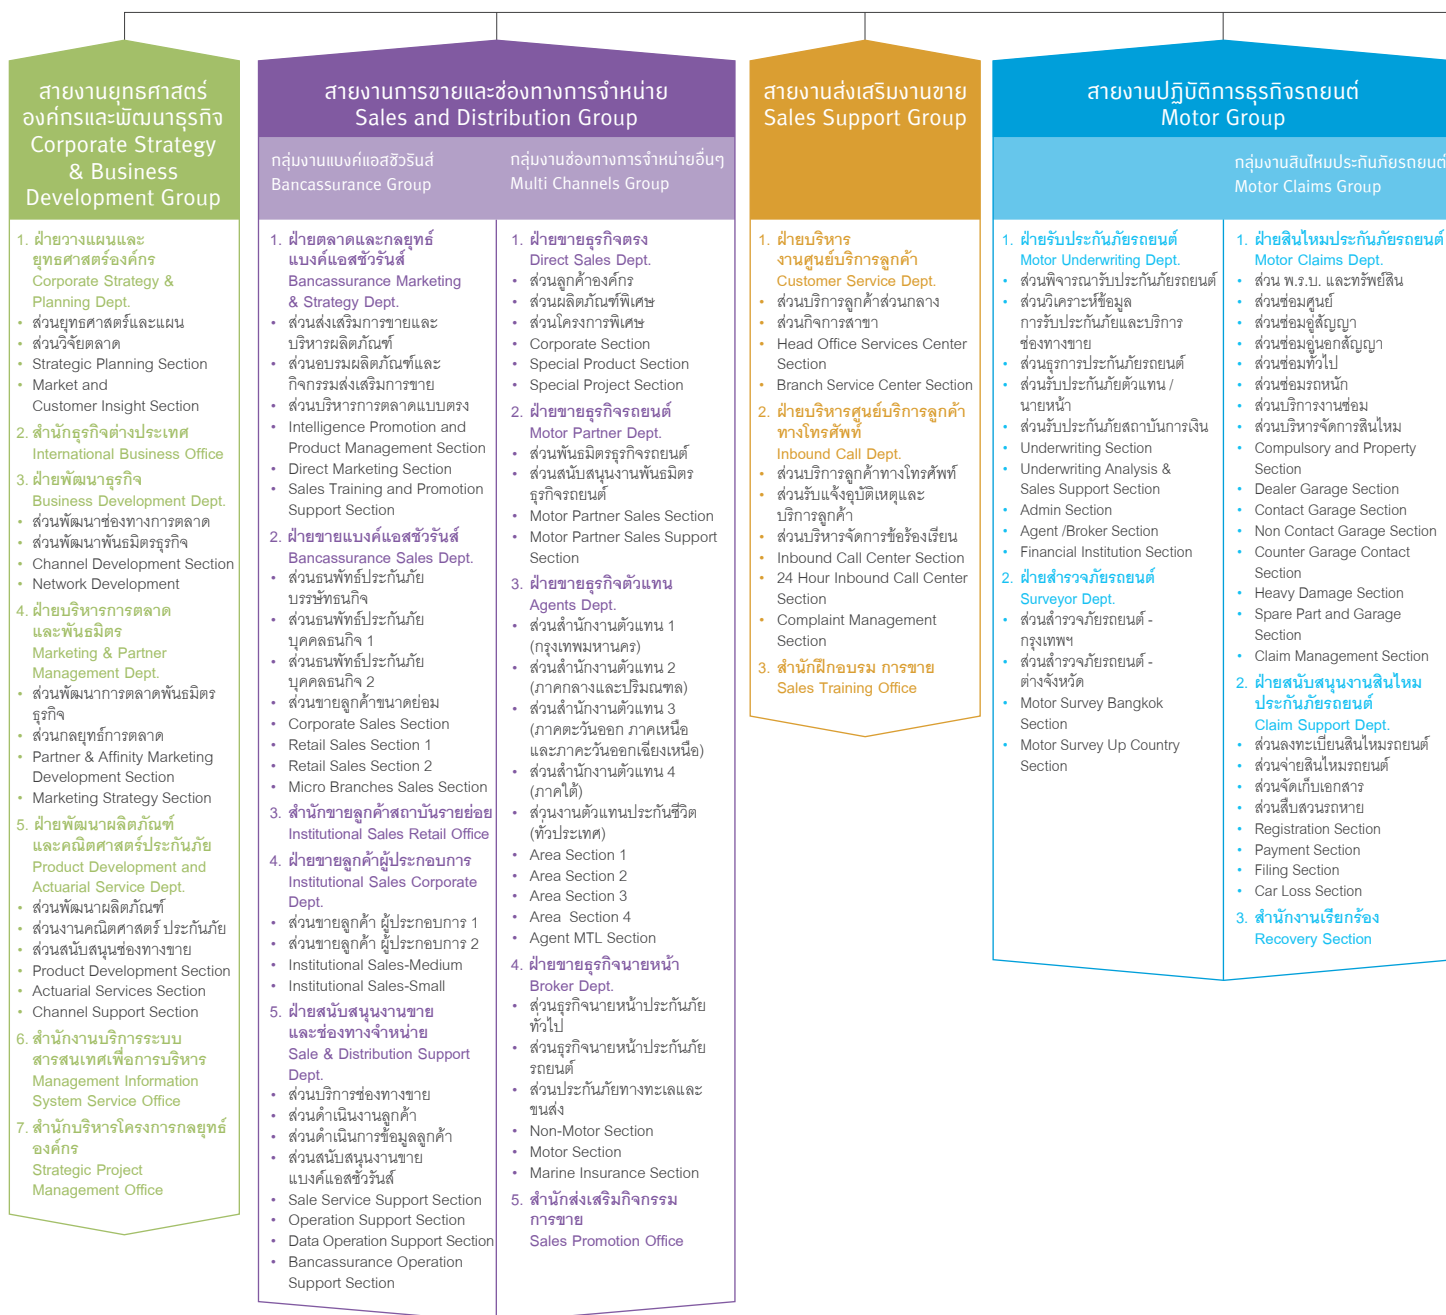 สายงานยุทธศาสตร์
องค์กรและพัฒนาธุรกิจ
Corporate Strategy
& Business
Development Group
1. ฝ่ายวางแผนและ
ยุทธศาสตร์องค์กร
Corporate Strategy &
Planning Dept.
• ส่วนยุทธศาสตร์และแผน
• ส่วนวิจัยตลาด
• Strategic Planning Section
• Market and
Customer Insight Section
2. สำนักธุรกิจต่างประเทศ
International Business Office
3. ฝ่ายพัฒนาธุรกิจ
Business Development Dept.
• ส่วนพัฒนาช่องทางการตลาด
• ส่วนพัฒนาพันธมิตรธุรกิจ
• Channel Development Section
• Network Development
4. ฝ่ายบริหารการตลาด
และพันธมิตร
Marketing & Partner
Management Dept.
• ส่วนพัฒนาการตลาดพันธมิตร
ธุรกิจ
• ส่วนกลยุทธ์การตลาด
• Partner & Affinity Marketing
Development Section
• Marketing Strategy Section
5. ฝ่ายพัฒนาผลิตภัณฑ์
และคณิตศาสตร์ประกันภัย
Product Development and
Actuarial Service Dept.
• ส่วนพัฒนาผลิตภัณฑ์
• ส่วนงานคณิตศาสตร์ ประกันภัย
• ส่วนสนับสนุนช่องทางขาย
• Product Development Section
• Actuarial Services Section
• Channel Support Section
6. สำนักงานบริการระบบ
สารสนเทศเพื่อการบริหาร
Management Information
System Service Office
7. สำนักบริหารโครงการกลยุทธ์
องค์กร
Strategic Project
Management Office
สายงานการขายและช่องทางการจำหน่าย
Sales and Distribution Group
กลุ่มงานแบงค์แอสชัวรันส์
Bancassurance Group
1. ฝ่ายตลาดและกลยุทธ์
แบงค์แอสชัวรันส์
Bancassurance Marketing
& Strategy Dept.
• ส่วนส่งเสริมการขายและ
บริหารผลิตภัณฑ์
• ส่วนอบรมผลิตภัณฑ์และ
กิจกรรมส่งเสริมการขาย
• ส่วนบริหารการตลาดแบบตรง
• Intelligence Promotion and
Product Management Section
• Direct Marketing Section
• Sales Training and Promotion
Support Section
2. ฝ่ายขายแบงค์แอสชัวรันส์
Bancassurance Sales Dept.
• ส่วนธนพัทธ์ประกันภัย
บรรษัทธนกิจ
• ส่วนธนพัทธ์ประกันภัย
บุคคลธนกิจ 1
• ส่วนธนพัทธ์ประกันภัย
บุคคลธนกิจ 2
• ส่วนขายลูกค้าขนาดย่อม
• Corporate Sales Section
• Retail Sales Section 1
• Retail Sales Section 2
• Micro Branches Sales Section
3. สำนักขายลูกค้าสถาบันรายย่อย
Institutional Sales Retail Office
4. ฝ่ายขายลูกค้าผู้ประกอบการ
Institutional Sales Corporate
Dept.
• ส่วนขายลูกค้า ผู้ประกอบการ 1
• ส่วนขายลูกค้า ผู้ประกอบการ 2
• Institutional Sales-Medium
• Institutional Sales-Small
5. ฝ่ายสนับสนุนงานขาย
และช่องทางจำหน่าย
Sale & Distribution Support
Dept.
• ส่วนบริการช่องทางขาย
• ส่วนดำเนินงานลูกค้า
• ส่วนดำเนินการข้อมูลลูกค้า
• ส่วนสนับสนุนงานขาย
แบงค์แอสชัวรันส์
• Sale Service Support Section
• Operation Support Section
• Data Operation Support Section
• Bancassurance Operation
Support Section
กลุ่มงานช่องทางการจำหน่ายอื่นๆ
Multi Channels Group
1. ฝ่ายขายธุรกิจตรง
Direct Sales Dept.
• ส่วนลูกค้าองค์กร
• ส่วนผลิตภัณฑ์พิเศษ
• ส่วนโครงการพิเศษ
• Corporate Section
• Special Product Section
• Special Project Section
2. ฝ่ายขายธุรกิจรถยนต์
Motor Partner Dept.
• ส่วนพันธมิตรธุรกิจรถยนต์
• ส่วนสนับสนุนงานพันธมิตร
ธุรกิจรถยนต์
• Motor Partner Sales Section
• Motor Partner Sales Support
Section
3. ฝ่ายขายธุรกิจตัวแทน
Agents Dept.
• ส่วนสำนักงานตัวแทน 1
(กรุงเทพมหานคร)
• ส่วนสำนักงานตัวแทน 2
(ภาคกลางและปริมณฑล)
• ส่วนสำนักงานตัวแทน 3
(ภาคตะวันออก ภาคเหนือ
และภาคะวันออกเฉียงเหนือ)
• ส่วนสำนักงานตัวแทน 4
(ภาคใต้)
• ส่วนงานตัวแทนประกันชีวิต
(ทั่วประเทศ)
• Area Section 1
• Area Section 2
• Area Section 3
• Area Section 4
• Agent MTL Section
4. ฝ่ายขายธุรกิจนายหน้า
Broker Dept.
• ส่วนธุรกิจนายหน้าประกันภัย
ทั่วไป
• ส่วนธุรกิจนายหน้าประกันภัย
รถยนต์
• ส่วนประกันภัยทางทะเลและ
ขนส่ง
• Non-Motor Section
• Motor Section
• Marine Insurance Section
5. สำนักส่งเสริมกิจกรรม
การขาย
Sales Promotion Office
สายงานส่งเสริมงานขาย
Sales Support Group
1. ฝ่ายบริหาร
งานศูนย์บริการลูกค้า
Customer Service Dept.
• ส่วนบริการลูกค้าส่วนกลาง
• ส่วนกิจการสาขา
• Head Office Services Center
Section
• Branch Service Center Section
2. ฝ่ายบริหารศูนย์บริการลูกค้า
ทางโทรศัพท์
Inbound Call Dept.
• ส่วนบริการลูกค้าทางโทรศัพท์
• ส่วนรับแจ้งอุบัติเหตุและ
บริการลูกค้า
• ส่วนบริหารจัดการข้อร้องเรียน
• Inbound Call Center Section
• 24 Hour Inbound Call Center
Section
• Complaint Management
Section
3. สำนักฝึกอบรม การขาย
Sales Training Office
สายงานปฏิบัติการธุรกิจรถยนต์
Motor Group
1. ฝ่ายรับประกันภัยรถยนต์
Motor Underwriting Dept.
• ส่วนพิจารณารับประกันภัยรถยนต์
• ส่วนวิเคราะห์ข้อมูล
การรับประกันภัยและบริการ
ช่องทางขาย
• ส่วนธุรการประกันภัยรถยนต์
• ส่วนรับประกันภัยตัวแทน /
นายหน้า
• ส่วนรับประกันภัยสถาบันการเงิน
• Underwriting Section
• Underwriting Analysis &
Sales Support Section
• Admin Section
• Agent /Broker Section
• Financial Institution Section
2. ฝ่ายสำรวจภัยรถยนต์
Surveyor Dept.
• ส่วนสำรวจภัยรถยนต์ -
กรุงเทพฯ
• ส่วนสำรวจภัยรถยนต์ -
ต่างจังหวัด
• Motor Survey Bangkok
Section
• Motor Survey Up Country
Section
กลุ่มงานสินไหมประกันภัยรถยนต์
Motor Claims Group
1. ฝ่ายสินไหมประกันภัยรถยนต์
Motor Claims Dept.
• ส่วน พ.ร.บ. และทรัพย์สิน
• ส่วนซ่อมศูนย์
• ส่วนซ่อมอู่สัญญา
• ส่วนซ่อมอู่นอกสัญญา
• ส่วนซ่อมทั่วไป
• ส่วนซ่อมรถหนัก
• ส่วนบริการงานซ่อม
• ส่วนบริหารจัดการสินไหม
• Compulsory and Property
Section
• Dealer Garage Section
• Contact Garage Section
• Non Contact Garage Section
• Counter Garage Contact
Section
• Heavy Damage Section
• Spare Part and Garage
Section
• Claim Management Section
2. ฝ่ายสนับสนุนงานสินไหม
ประกันภัยรถยนต์
Claim Support Dept.
• ส่วนลงทะเบียนสินไหมรถยนต์
• ส่วนจ่ายสินไหมรถยนต์
• ส่วนจัดเก็บเอกสาร
• ส่วนสืบสวนรถหาย
• Registration Section
• Payment Section
• Filing Section
• Car Loss Section
3. สำนักงานเรียกร้อง
Recovery Section